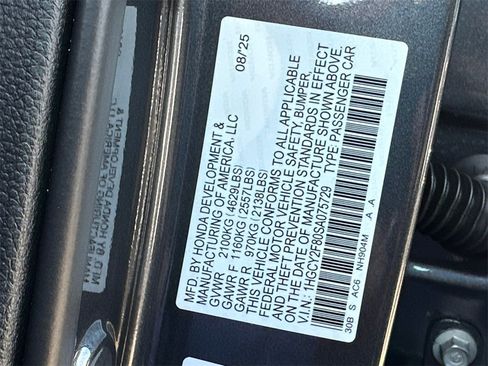 08/25
MFD. BY HONDA DEVELOPMENT &
MANUFACTURING OF AMERICA, LLC
GVWR 2100KG (4629LBS)
GAWR F 1160KG (2557LBS)
GAWR R 970KG (2138LBS)
THIS VEHICLE CONFORMS TO ALL APPLICABLE
FEDERAL MOTOR VEHICLE SAFETY, BUMPER,
AND THEFT PREVENTION STANDARDS IN EFFECT
ON THE DATE OF MANUFACTURE SHOWN ABOVE.
V.I.N.: 1HGCY2F80SA075729 TYPE: PASSENGER CAR
30B S AC6 NH904M A A